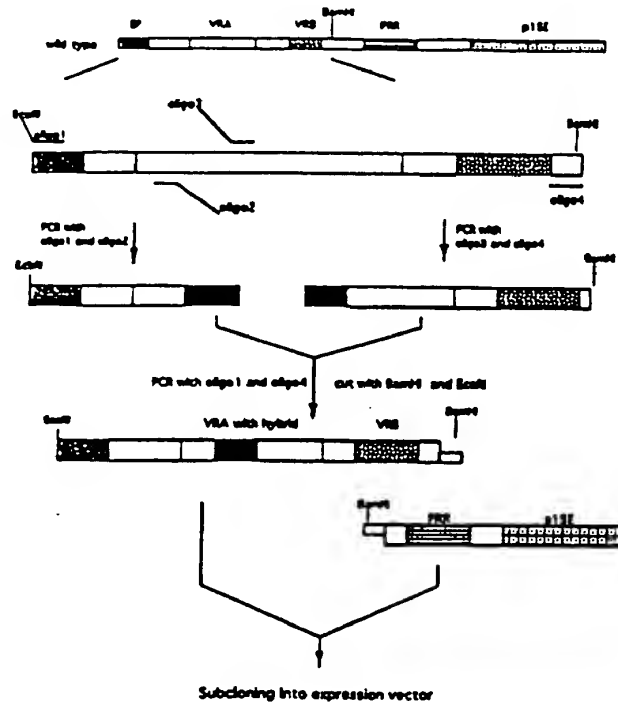 BamHI
SP VRA VRB PRR p15E
wild type
EcoRI
oligo1
oligo3
BamHI
oligo2
oligo4
PCR with
oligo1 and oligo2
PCR with
oligo3 and oligo4
EcoRI
BamHI
PCR with oligo1 and oligo4
cut with BamHI and EcoRI
VRA with hybrid
VRB
EcoRI
BamHI
BamHI
PRR
p15E
Subcloning into expression vector